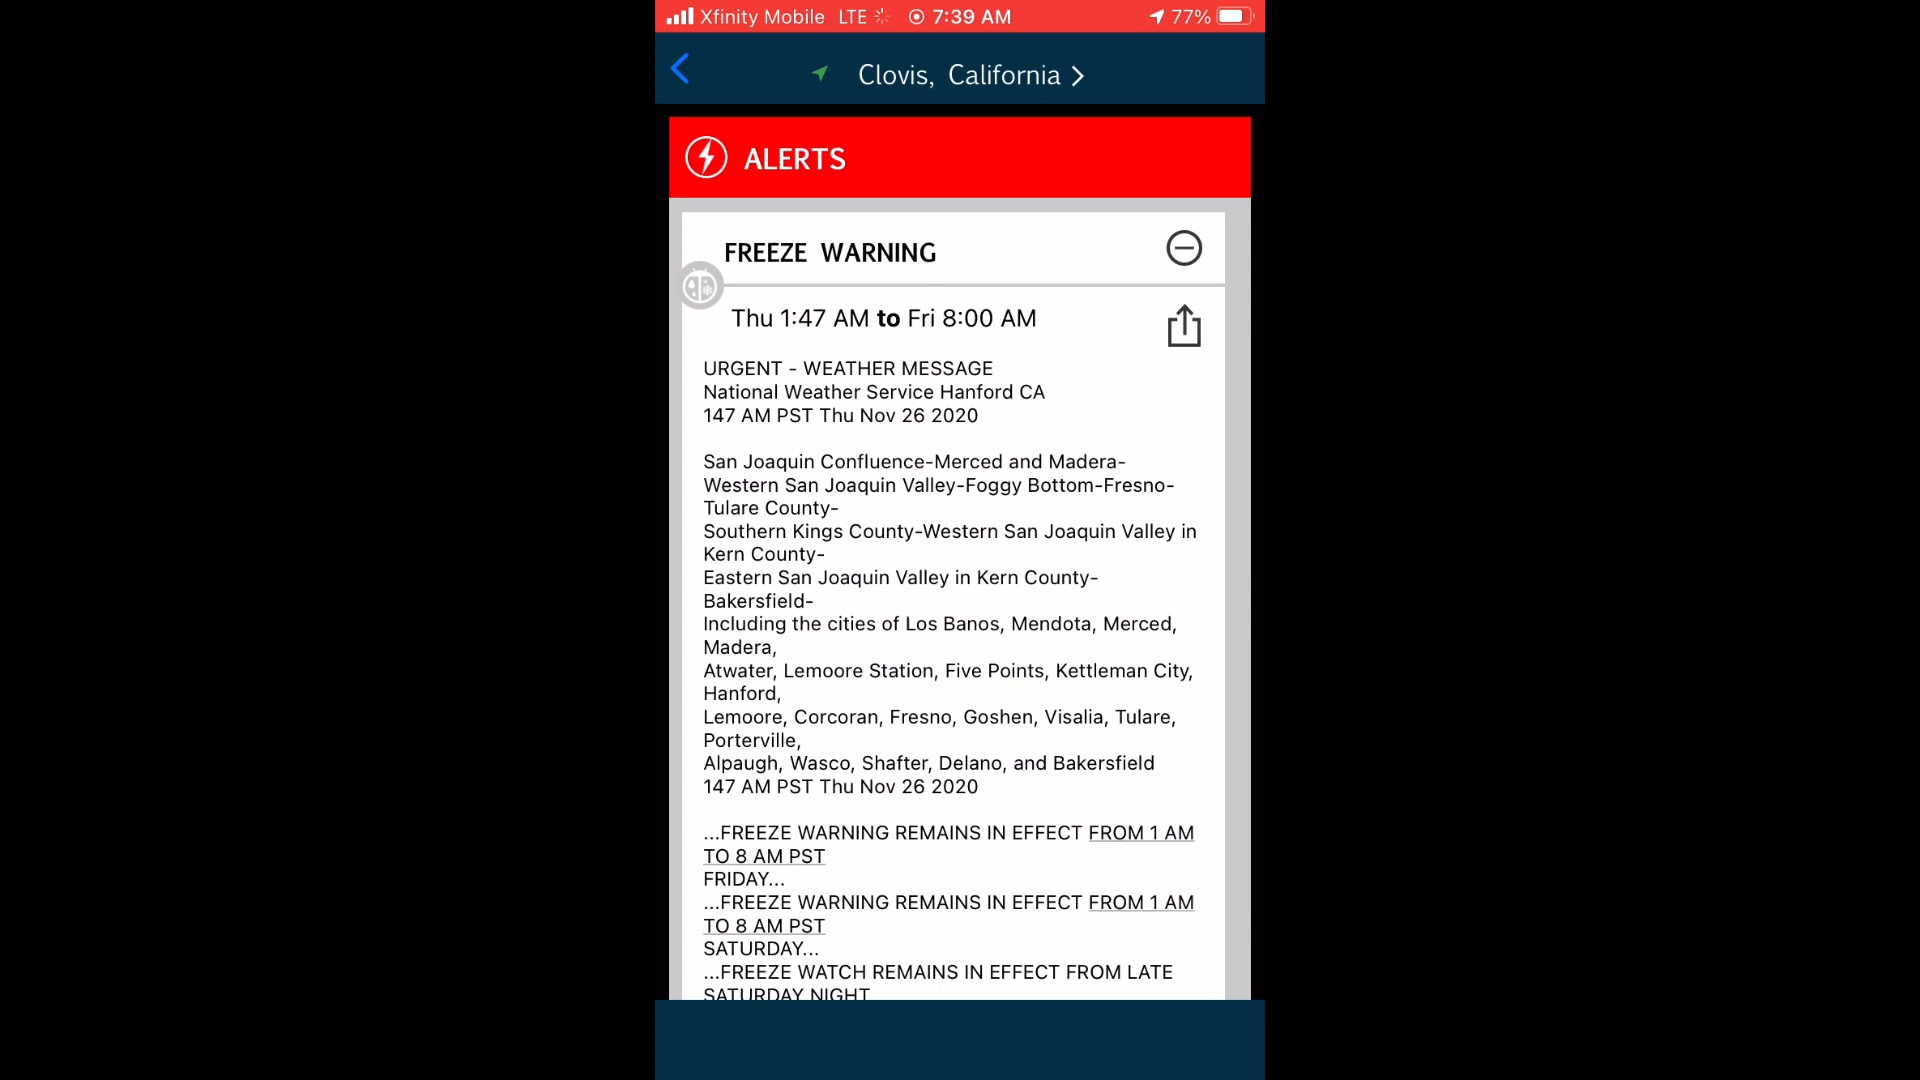 Xfinity Mobile LTE 7:39 AM 77%
Clovis, California
ALERTS
FREEZE WARNING
Thu 1:47 AM to Fri 8:00 AM
URGENT - WEATHER MESSAGE
National Weather Service Hanford CA
147 AM PST Thu Nov 26 2020
San Joaquin Confluence-Merced and Madera-
Western San Joaquin Valley-Foggy Bottom-Fresno-
Tulare County-
Southern Kings County-Western San Joaquin Valley in
Kern County-
Eastern San Joaquin Valley in Kern County-
Bakersfield-
Including the cities of Los Banos, Mendota, Merced,
Madera,
Atwater, Lemoore Station, Five Points, Kettleman City,
Hanford,
Lemoore, Corcoran, Fresno, Goshen, Visalia, Tulare,
Porterville,
Alpaugh, Wasco, Shafter, Delano, and Bakersfield
147 AM PST Thu Nov 26 2020
...FREEZE WARNING REMAINS IN EFFECT FROM 1 AM
TO 8 AM PST
FRIDAY...
...FREEZE WARNING REMAINS IN EFFECT FROM 1 AM
TO 8 AM PST
SATURDAY...
...FREEZE WATCH REMAINS IN EFFECT FROM LATE
SATURDAY NIGHT